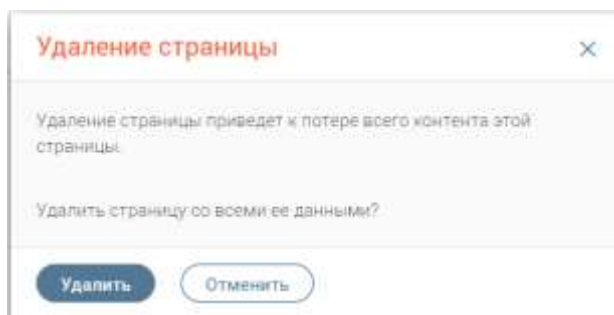 Удаление страницы
Удаление страницы приведет к потере всего контента этой
страницы.
Удалить страницу со всеми ее данными?
Удалить
Отменить